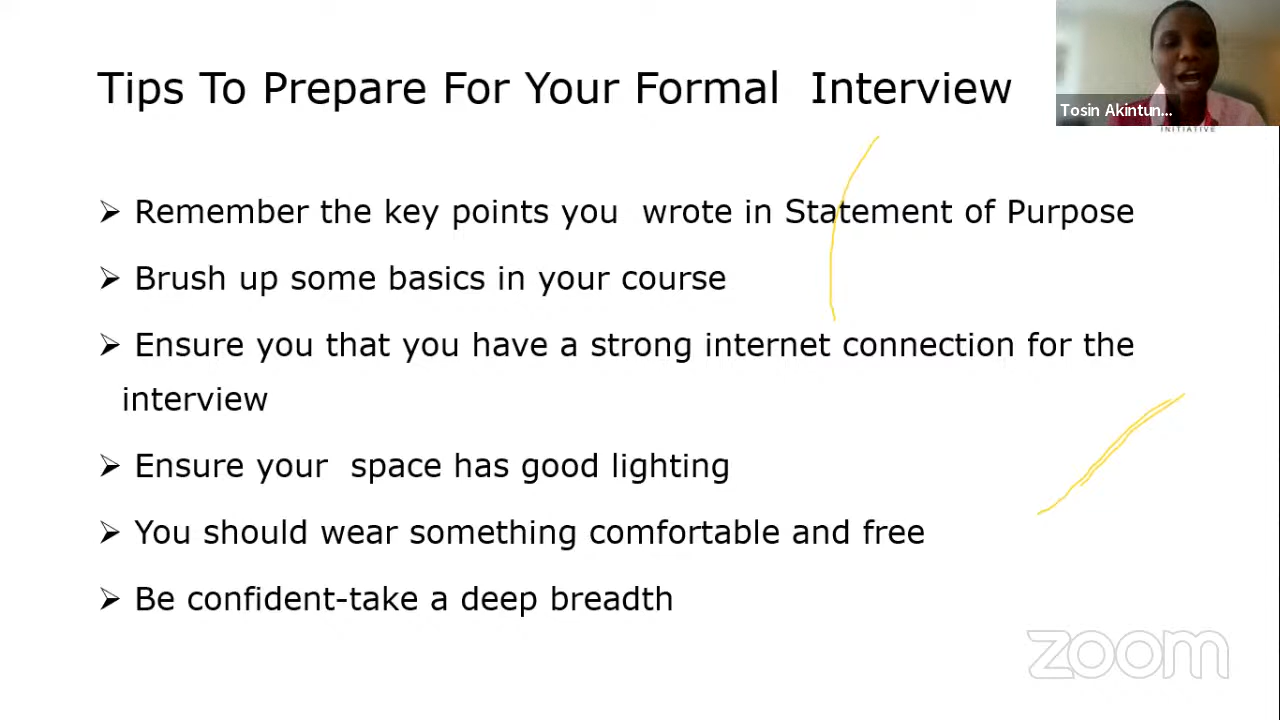 Tips To Prepare For Your Formal  Interview
Tosin Akintun...
INITIATIVE
➢ Remember the key points you  wrote in Statement of Purpose
➢ Brush up some basics in your course
➢ Ensure you that you have a strong internet connection for the
interview
➢ Ensure your  space has good lighting
➢ You should wear something comfortable and free
➢ Be confident-take a deep breadth
zoom